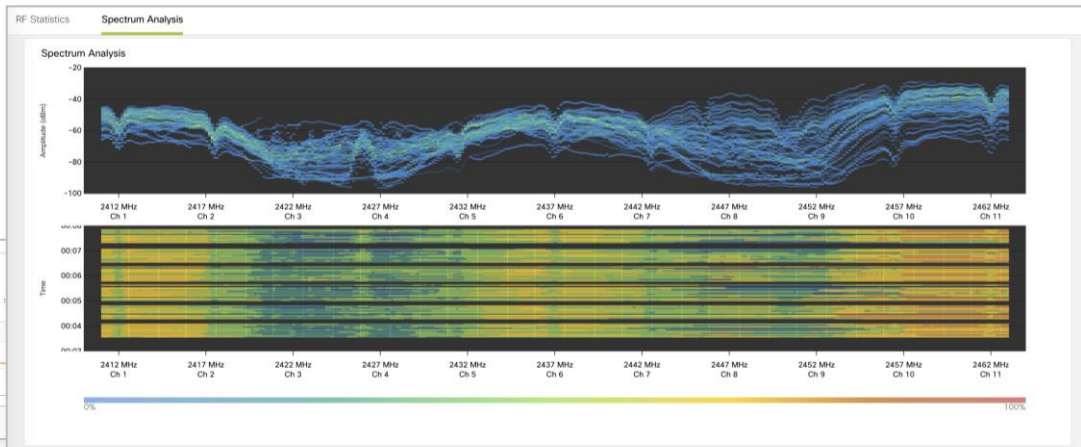 RF Statistics Spectrum Analysis
Spectrum Analysis
-20
-40
-60
-80
-100
Amplitude (dBm)
2412 MHz 2417 MHz 2422 MHz 2427 MHz 2432 MHz 2437 MHz 2442 MHz 2447 MHz 2452 MHz 2457 MHz 2462 MHz
Ch 1 Ch 2 Ch 3 Ch 4 Ch 5 Ch 6 Ch 7 Ch 8 Ch 9 Ch 10 Ch 11
00:08
00:07
00:06
00:05
00:04
00:03
Time
2412 MHz 2417 MHz 2422 MHz 2427 MHz 2432 MHz 2437 MHz 2442 MHz 2447 MHz 2452 MHz 2457 MHz 2462 MHz
Ch 1 Ch 2 Ch 3 Ch 4 Ch 5 Ch 6 Ch 7 Ch 8 Ch 9 Ch 10 Ch 11
0% 100%